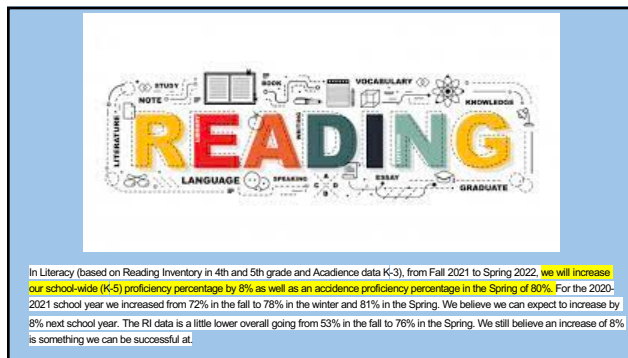 STUDY
BOOK
VOCABULARY
NOTE
KNOWLEDGE
LITERATURE
WRITING
READING
LISTENING
LANGUAGE
SPEAKING
A
C D
B
ESSAY
GRADUATE
In Literacy (based on Reading Inventory in 4th and 5th grade and Acadience data K-3), from Fall 2021 to Spring 2022, we will increase
our school-wide (K-5) proficiency percentage by 8% as well as an accidence proficiency percentage in the Spring of 80%. For the 2020-
2021 school year we increased from 72% in the fall to 78% in the winter and 81% in the Spring. We believe we can expect to increase by
8% next school year. The RI data is a little lower overall going from 53% in the fall to 76% in the Spring. We still believe an increase of 8%
is something we can be successful at.